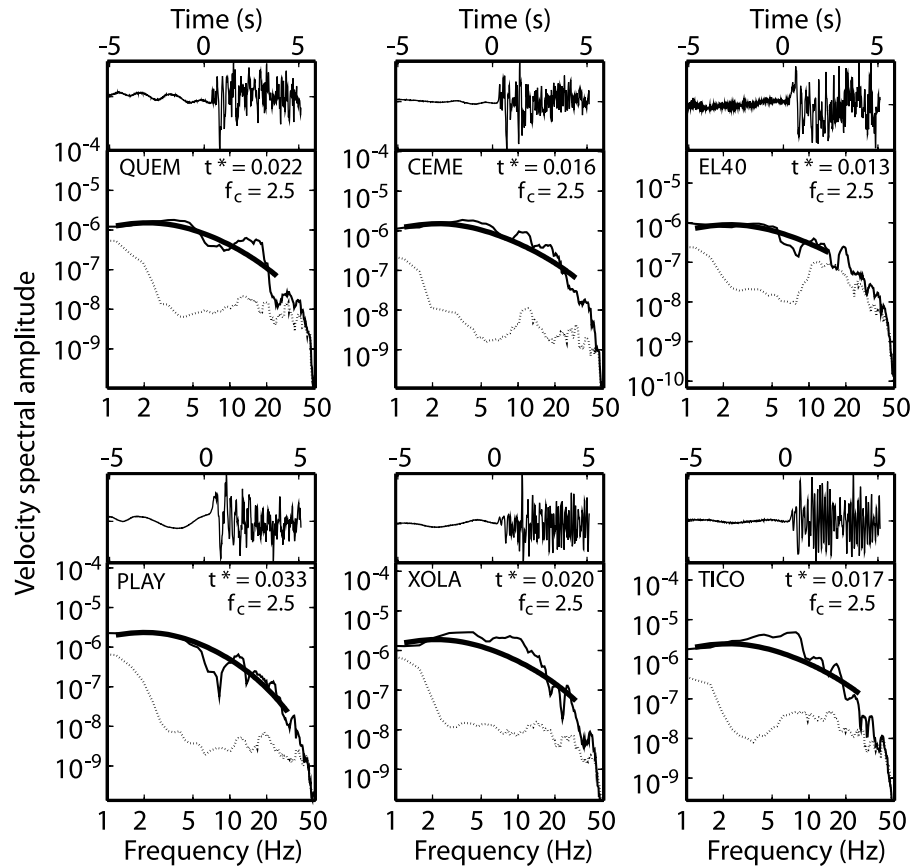 Time (s) Time (s) Time (s)
-5 0 5 -5 0 5 -5 0 5
Velocity spectral amplitude
QUEM t * = 0.022
f c = 2.5
10-4
10-5
10-6
10-7
10-8
10-9
1 2 5 10 20 50
CEME t * = 0.016
f c = 2.5
10-4
10-5
10-6
10-7
10-8
10-9
1 2 5 10 20 50
EL40 t * = 0.013
f c = 2.5
10-5
10-6
10-7
10-8
10-9
10-10
1 2 5 10 20 50
-5 0 5 -5 0 5 -5 0 5
PLAY t * = 0.033
f c = 2.5
10-4
10-5
10-6
10-7
10-8
10-9
1 2 5 10 20 50
XOLA t * = 0.020
f c = 2.5
10-4
10-5
10-6
10-7
10-8
10-9
1 2 5 10 20 50
TICO t * = 0.017
f c = 2.5
10-4
10-5
10-6
10-7
10-8
10-9
1 2 5 10 20 50
Frequency (Hz) Frequency (Hz) Frequency (Hz)